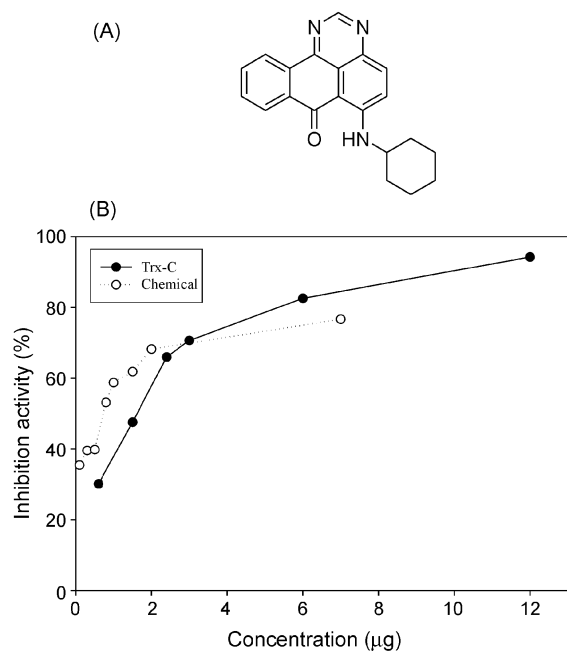 (A)
N N
O HN
(B)
100
80
60
40
20
0
Inhibition activity (%)
Trx-C
Chemical
0 2 4 6 8 10 12
Concentration (μg)